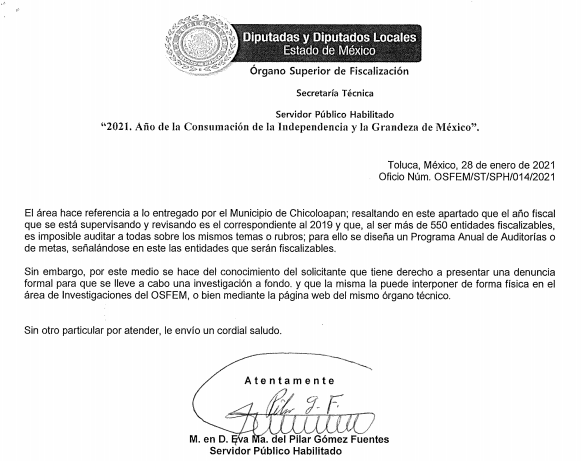 Diputadas y Diputados Locales
Estado de México
Órgano Superior de Fiscalización
Secretaría Técnica
Servidor Público Habilitado
“2021. Año de la Consumación de la Independencia y la Grandeza de México”.
Toluca, México, 28 de enero de 2021
Oficio Núm. OSFEM/ST/SPH/014/2021
El área hace referencia a lo entregado por el Municipio de Chicoloapan; resaltando en este apartado que el año fiscal
que se está supervisando y revisando es el correspondiente al 2019 y que, al ser más de 550 entidades fiscalizables,
es imposible auditar a todas sobre los mismos temas o rubros; para ello se diseña un Programa Anual de Auditorías o
de metas, señalándose en este las entidades que serán fiscalizables.
Sin embargo, por este medio se hace del conocimiento del solicitante que tiene derecho a presentar una denuncia
formal para que se lleve a cabo una investigación a fondo. y que la misma la puede interponer de forma física en el
área de Investigaciones del OSFEM, o bien mediante la página web del mismo órgano técnico.
Sin otro particular por atender, le envío un cordial saludo.
Atentamente
Pilar G. F.
M. en D. Eva Ma. del Pilar Gómez Fuentes
Servidor Público Habilitado